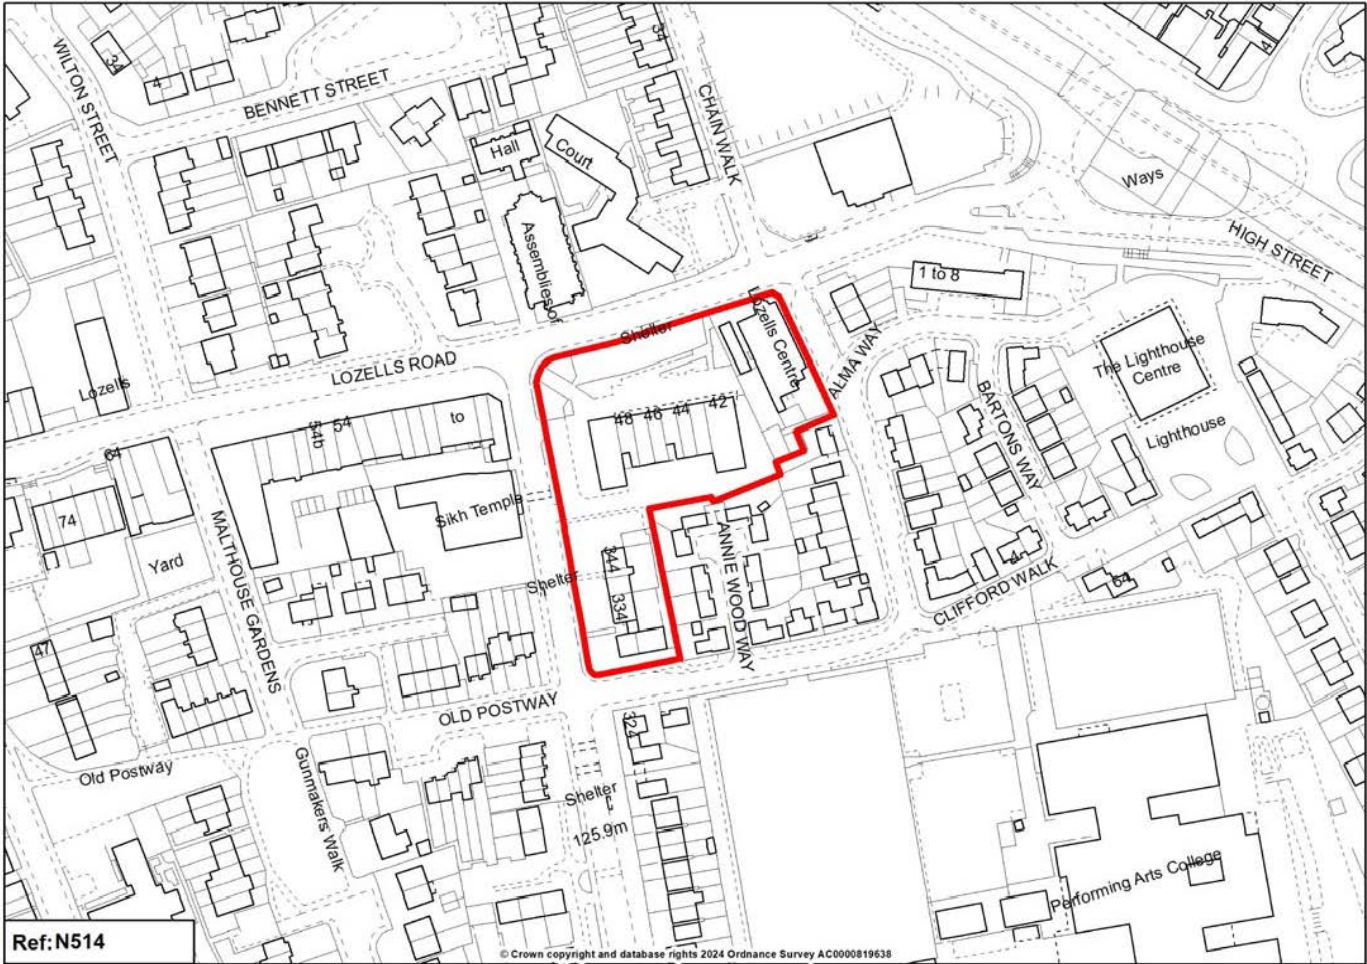 WILTON STREET
34
4
BENNETT STREET
34
CHAIN WALK
4
Hall
Court
Ways
HIGH STREET
Assemblies of
1 to 8
Lozells Centre
Shelter
LOZELLS ROAD
ALMA WAY
The Lighthouse
Centre
Lozells
BARTONS WAY
48 46 44 42
54b
54
to
Lighthouse
64
74
Sikh Temple
Yard
MALTHOUSE GARDENS
Shelter
344
334
ANNIE WOOD WAY
4
64
CLIFFORD WALK
47
OLD POSTWAY
324
Old Postway
Gunmakers Walk
Shelter
125.9m
Performing Arts College
Ref:N514
© Crown copyright and database rights 2024 Ordnance Survey AC0000819638